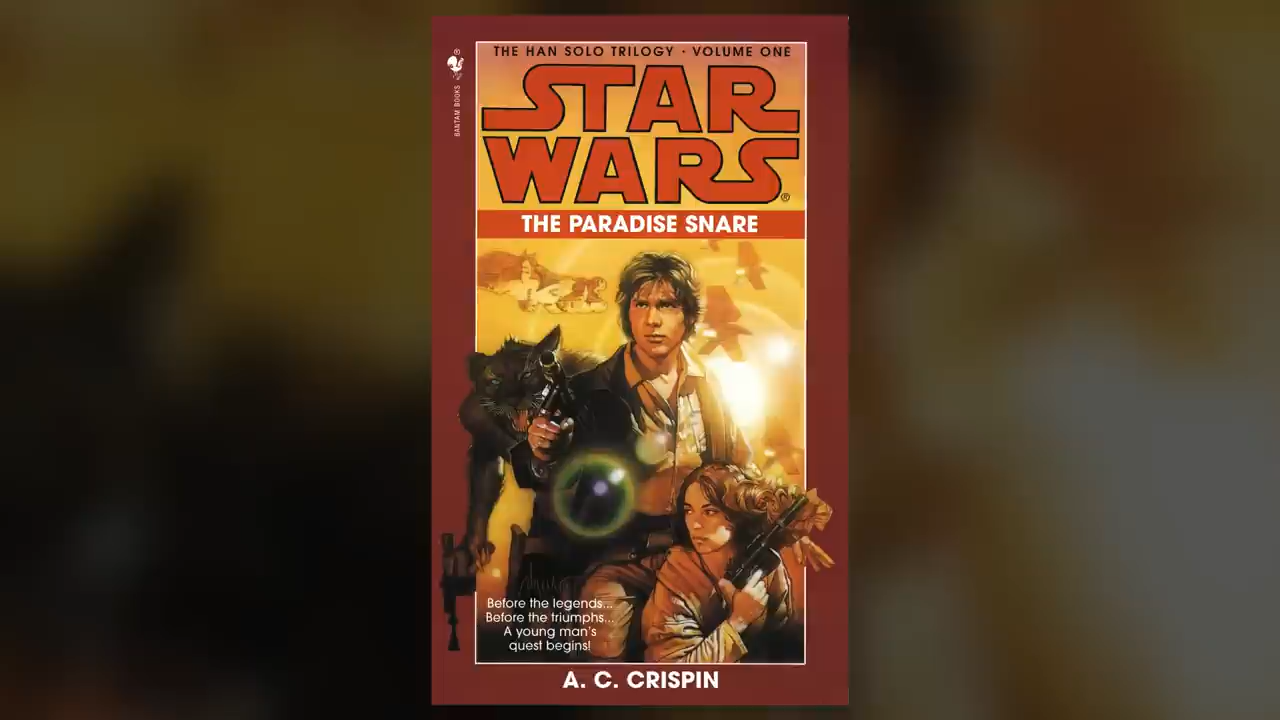 THE HAN SOLO TRILOGY · VOLUME ONE
BANTAM BOOKS
STAR
WARS®
THE PARADISE SNARE
Before the legends...
Before the triumphs...
A young man's
quest begins!
A. C. CRISPIN